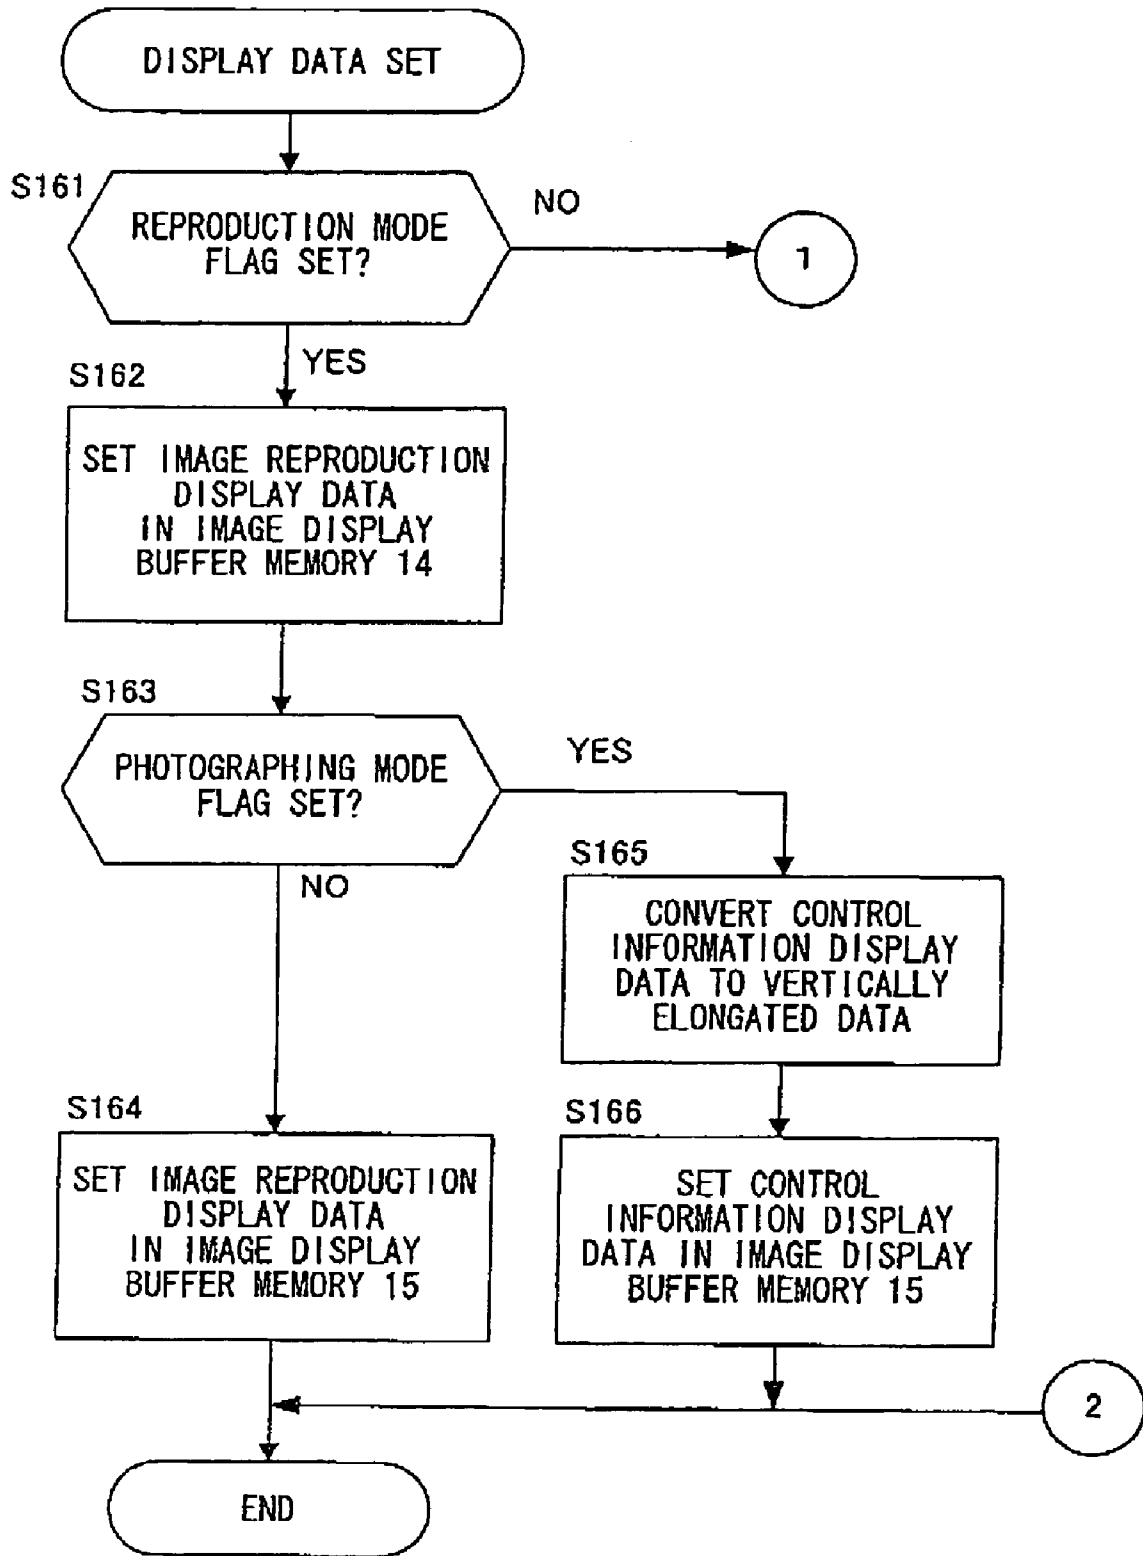 DISPLAY DATA SET
S161
REPRODUCTION MODE
FLAG SET?
NO
1
YES
S162
SET IMAGE REPRODUCTION
DISPLAY DATA
IN IMAGE DISPLAY
BUFFER MEMORY 14
S163
PHOTOGRAPHING MODE
FLAG SET?
YES
NO
S165
CONVERT CONTROL
INFORMATION DISPLAY
DATA TO VERTICALLY
ELONGATED DATA
S164
SET IMAGE REPRODUCTION
DISPLAY DATA
IN IMAGE DISPLAY
BUFFER MEMORY 15
S166
SET CONTROL
INFORMATION DISPLAY
DATA IN IMAGE DISPLAY
BUFFER MEMORY 15
2
END